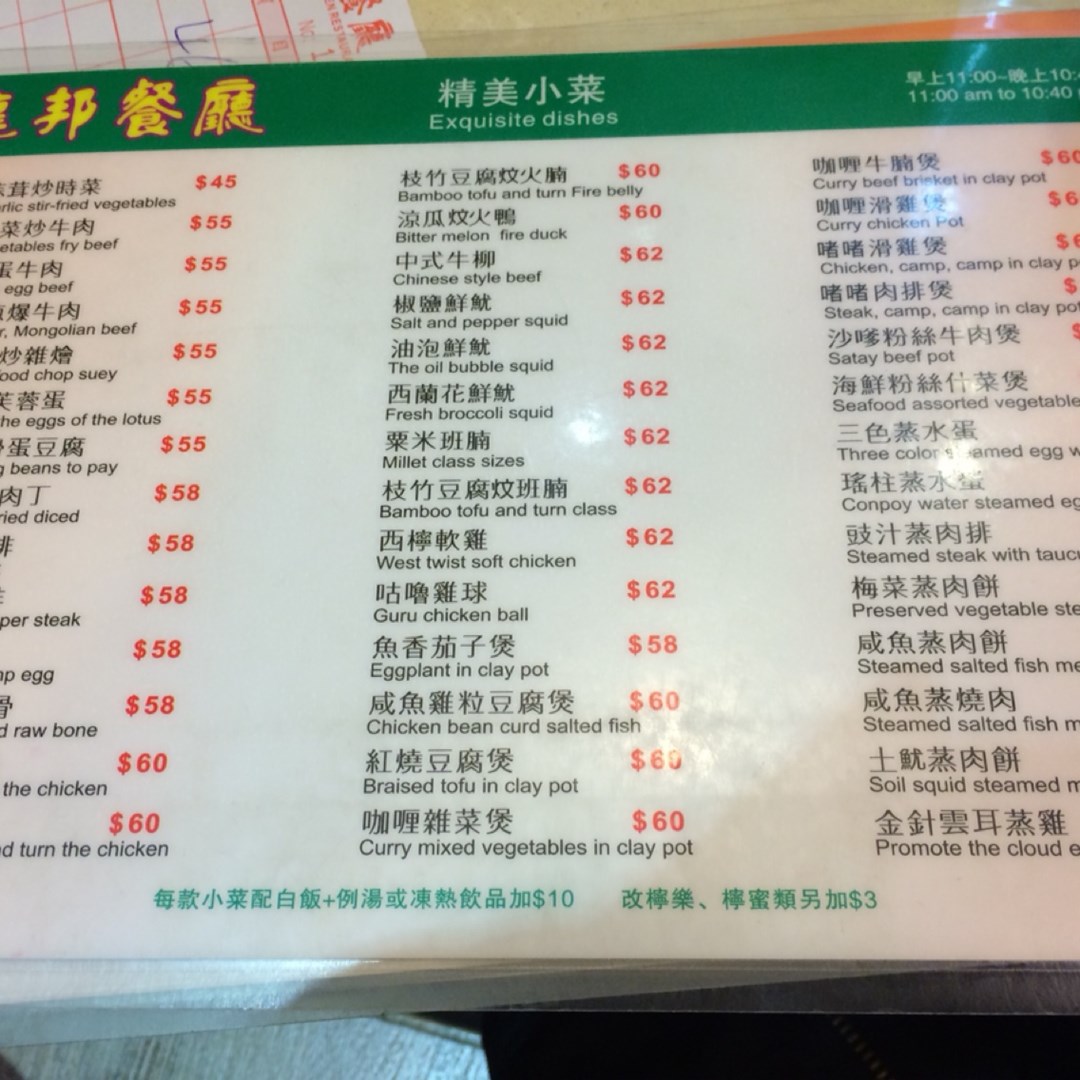 邦餐廳
精美小菜
Exquisite dishes
早上11:00~晚上10:
11:00 am to 10:40
茸炒時菜 $45
stir-fried vegetables
菜炒牛肉 $55
fry beef
蛋牛肉 $55
egg beef
爆牛肉 $55
Mongolian beef
炒雜燴 $55
chop suey
芙蓉蛋 $55
the eggs of the lotus
蛋豆腐 $55
beans to pay
肉丁 $58
diced
排 $58
$58
steak
$58
egg
骨 $58
raw bone
$60
the chicken
$60
turn the chicken
枝竹豆腐炆火腩 $60
Bamboo tofu and turn Fire belly
涼瓜炆火鴨 $60
Bitter melon fire duck
中式牛柳 $62
Chinese style beef
椒鹽鮮魷 $62
Salt and pepper squid
油泡鮮魷 $62
The oil bubble squid
西蘭花鮮魷 $62
Fresh broccoli squid
粟米班腩 $62
Millet class sizes
枝竹豆腐炆班腩 $62
Bamboo tofu and turn class
西檸軟雞 $62
West twist soft chicken
咕嚕雞球 $62
Guru chicken ball
魚香茄子煲 $58
Eggplant in clay pot
咸魚雞粒豆腐煲 $60
Chicken bean curd salted fish
紅燒豆腐煲 $60
Braised tofu in clay pot
咖喱雜菜煲 $60
Curry mixed vegetables in clay pot
咖喱牛腩煲 $60
Curry beef brisket in clay pot
咖喱滑雞煲
Curry chicken Pot
啫啫滑雞煲
Chicken, camp, camp in clay
啫啫肉排煲
Steak, camp, camp in clay
沙嗲粉絲牛肉煲
Satay beef pot
海鮮粉絲什菜煲
Seafood assorted vegetable
三色蒸水蛋
Three color steamed egg
瑤柱蒸水蛋
Conpoy water steamed
豉汁蒸肉排
Steamed steak with
梅菜蒸肉餅
Preserved vegetable
咸魚蒸肉餅
Steamed salted fish
咸魚蒸燒肉
Steamed salted fish
土魷蒸肉餅
Soil squid steamed
金針雲耳蒸雞
Promote the cloud
每款小菜配白飯+例湯或凍熱飲品加$10 改檸樂、檸蜜類另加$3